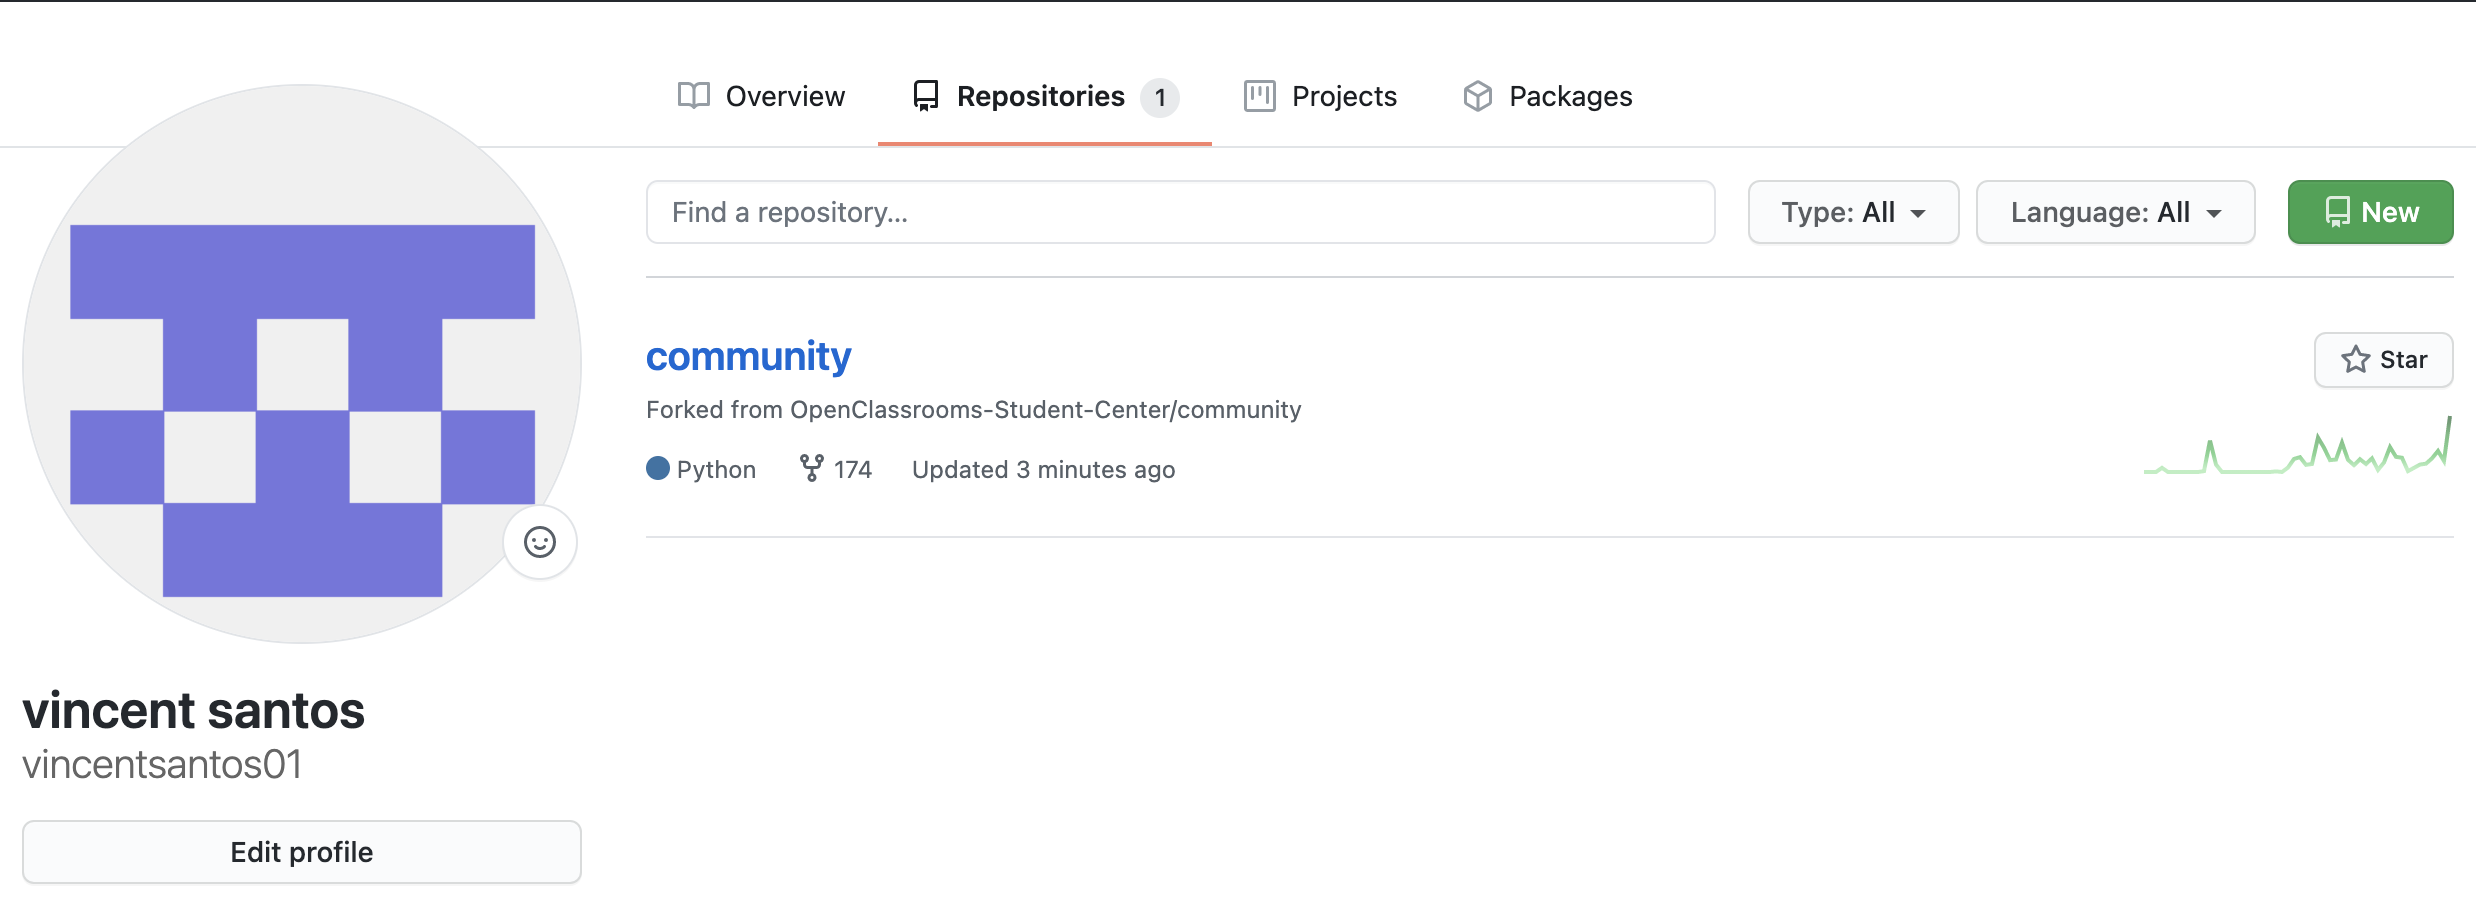 Overview Repositories 1 Projects Packages
Find a repository... Type: All Language: All New
community
Star
Forked from OpenClassrooms-Student-Center/community
Python 174 Updated 3 minutes ago
vincent santos
vincentsantos01
Edit profile